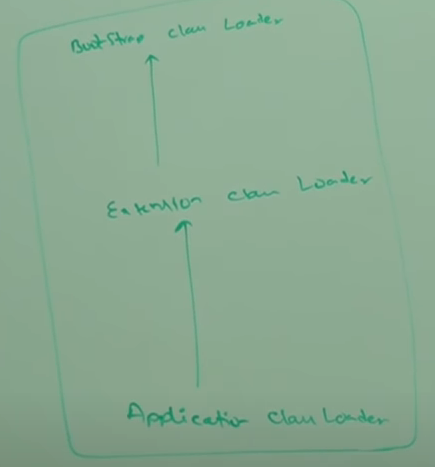 BootStrap Class Loader
Extension Class Loader
Application Class Loader